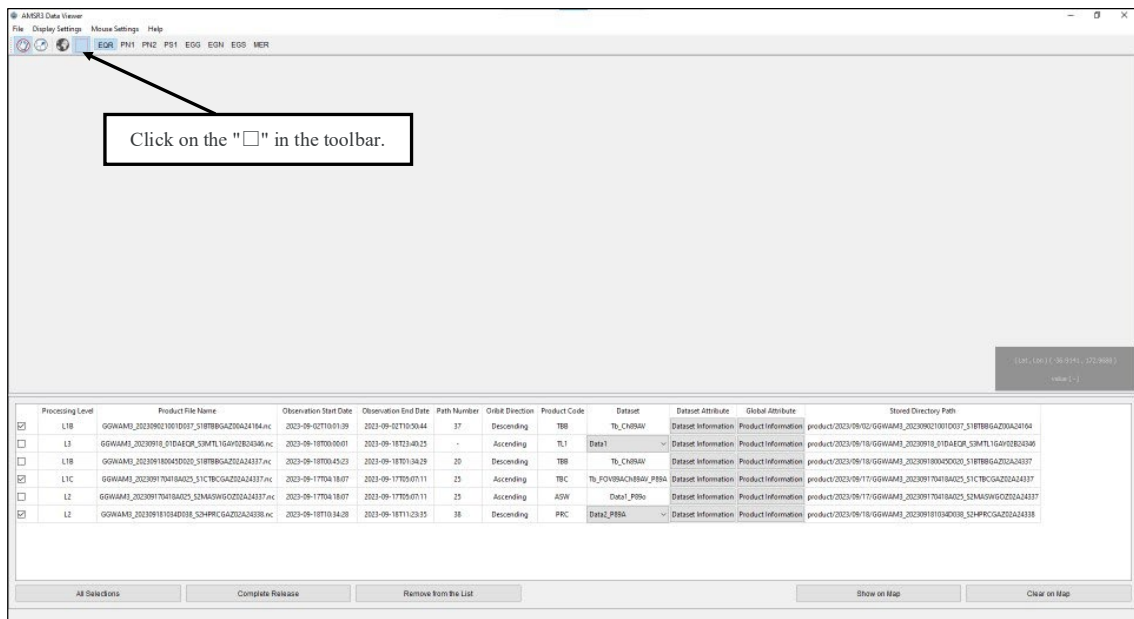 AMSR3 Data Viewer
File Display Settings Mouse Settings Help
EQR PN1 PN2 PS1 EGG EGN EGS MER
Click on the "□" in the toolbar.
value [-]
Processing Level Product File Name Observation Start Date Observation End Date Path Number Oribit Direction Product Code Dataset Dataset Attribute Global Attribute Stored Directory Path
L1B GGWAM3_202309021001D037_S1BTBBGAZ00A24164.nc 2023-09-02T10:01:39 2023-09-02T10:50:44 37 Descending TBB Tb_Ch89AV Dataset Information Product Information product/2023/09/02/GGWAM3_202309021001D037_S1BTBBGAZ00A24164
L3 GGWAM3_20230918_01DAEQR_S3MTL1GAY02B24346.nc 2023-09-18T00:00:01 2023-09-18T23:40:25 - Ascending TL1 Data1 Dataset Information Product Information product/2023/09/18/GGWAM3_20230918_01DAEQR_S3MTL1GAY02B24346
L1B GGWAM3_202309180045D020_S1BTBBGAZ02A24337.nc 2023-09-18T00:45:23 2023-09-18T01:34:29 20 Descending TBB Tb_Ch89AV Dataset Information Product Information product/2023/09/18/GGWAM3_202309180045D020_S1BTBBGAZ02A24337
L1C GGWAM3_202309170418A025_S1CTBCGAZ02A24337.nc 2023-09-17T04:18:07 2023-09-17T05:07:11 25 Ascending TBC Tb_FOV89ACh89AV_P89A Dataset Information Product Information product/2023/09/17/GGWAM3_202309170418A025_S1CTBCGAZ02A24337
L2 GGWAM3_202309170418A025_S2MASWGOZ02A24337.nc 2023-09-17T04:18:07 2023-09-17T05:07:11 25 Ascending ASW Data1_P89o Dataset Information Product Information product/2023/09/17/GGWAM3_202309170418A025_S2MASWGOZ02A24337
L2 GGWAM3_202309181034D038_S2HPRCGAZ02A24338.nc 2023-09-18T10:34:28 2023-09-18T11:23:35 38 Descending PRC Data2_P89A Dataset Information Product Information product/2023/09/18/GGWAM3_202309181034D038_S2HPRCGAZ02A24338
All Selections Complete Release Remove from the List Show on Map Clear on Map